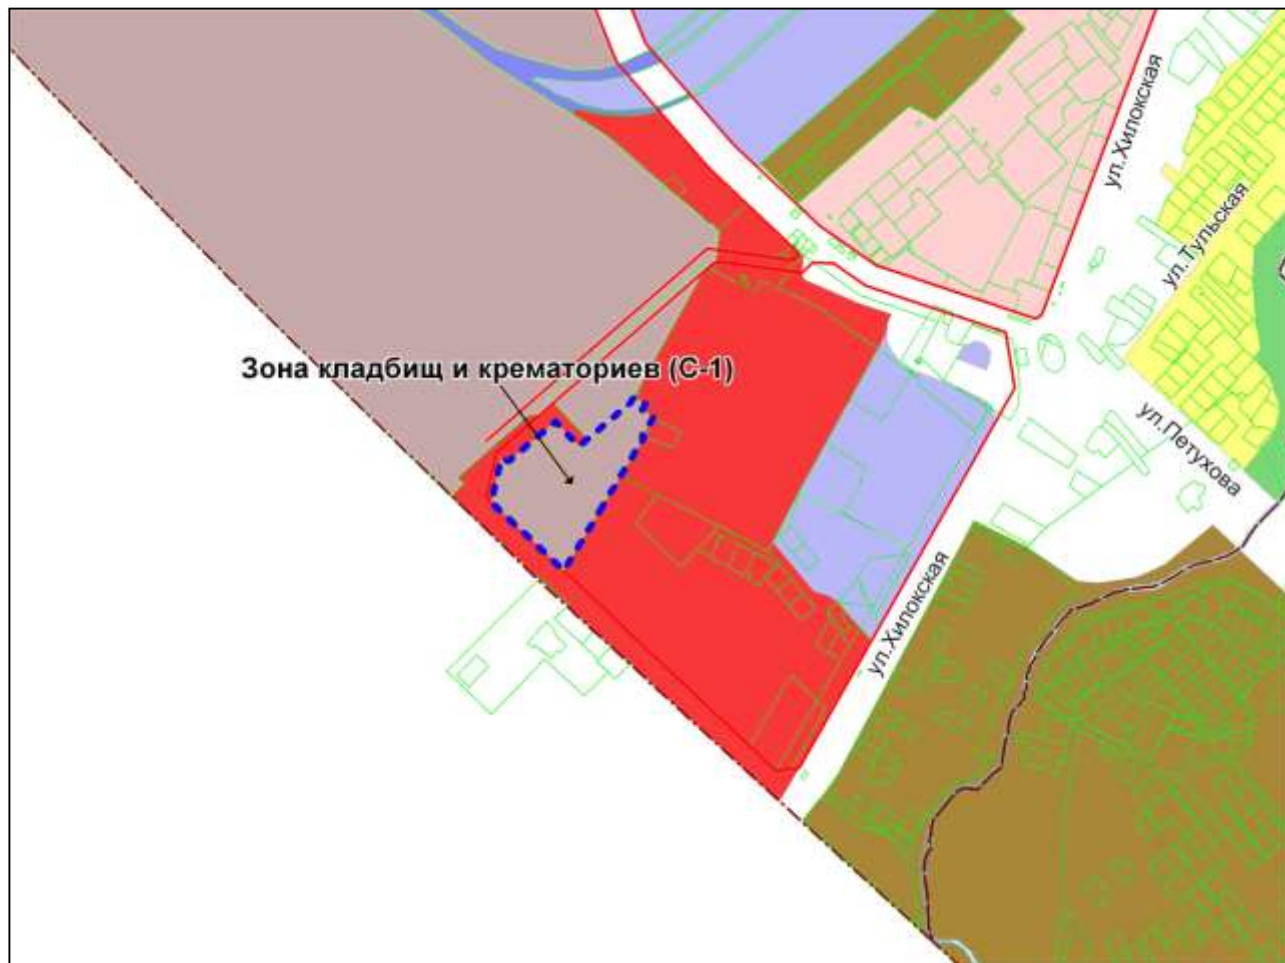 ул.Хилокская
ул.Тульская
Зона кладбищ и крематориев (С-1)
ул.Петухова
ул.Хилокская